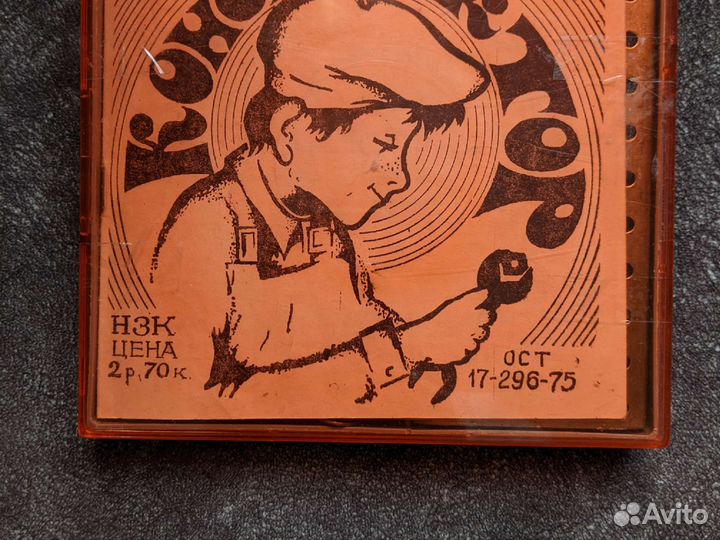 НЗК
ЦЕНА
2 р. 70 к.
ОСТ
17-296-75
Avito